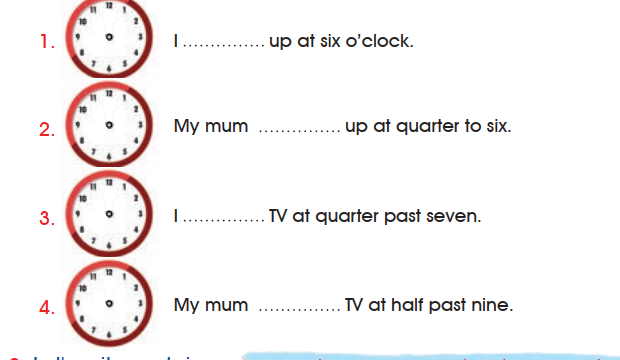 1. I ............... up at six o'clock.
2. My mum ............... up at quarter to six.
3. I ............... TV at quarter past seven.
4. My mum ............... TV at half past nine.